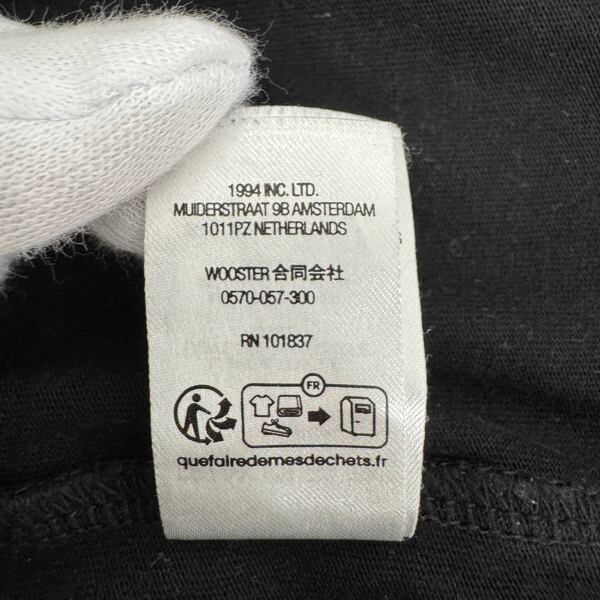 1994 INC. LTD.
MUIDERSTRAAT 9B AMSTERDAM
1011PZ NETHERLANDS
WOOSTER 合同会社
0570-057-300
RN 101837
FR
quefairedemesdechets.fr